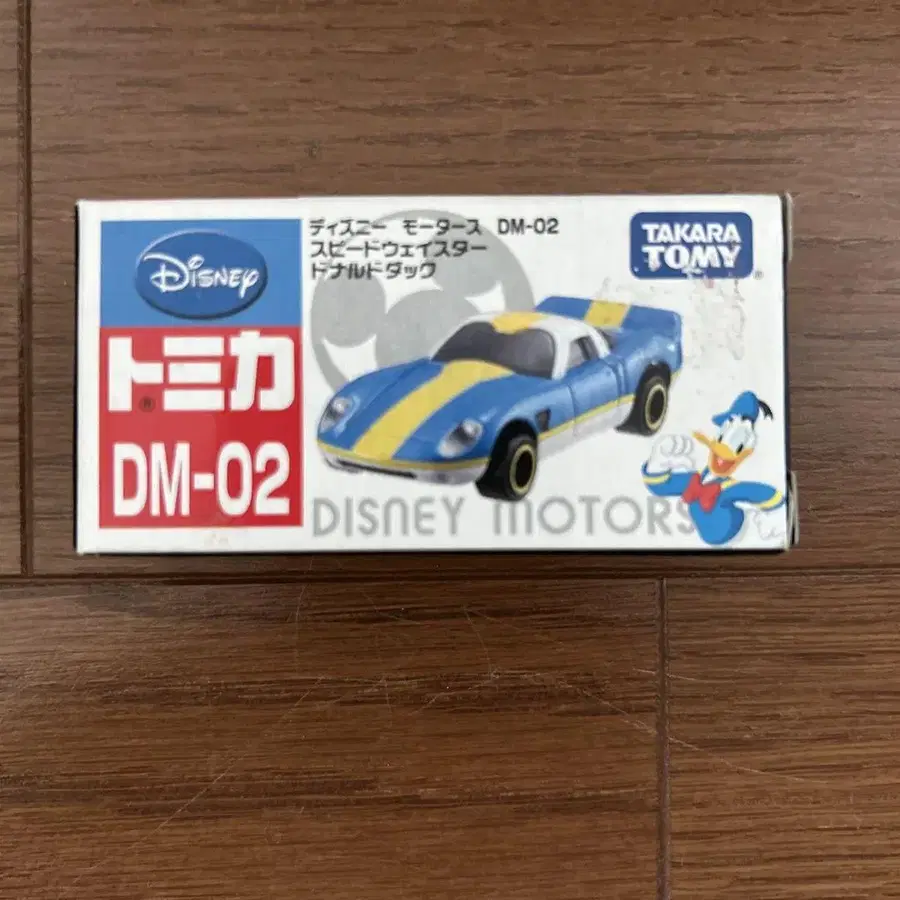 Disney
トミカ®
DM-02
ディズニー モータース DM-02
スピードウェイスター
ドナルドダック
TAKARA
TOMY®
DISNEY MOTORS